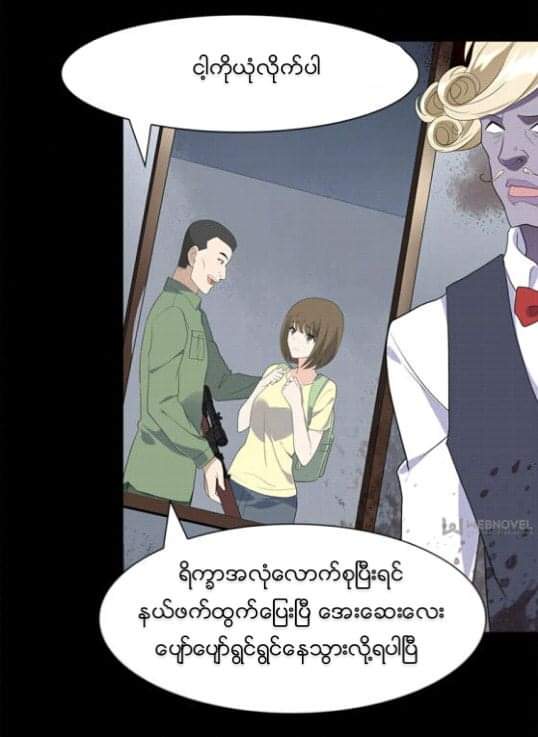 ငါ့ကိုယုံလိုက်ပါ
WEBNOVEL
ရိက္ခာအလုံလောက်စုပြီးရင်
နယ်ဖက်ထွက်ပြေးပြီ အေးဆေးလေး
ပျော်ပျော်ရွှင်ရွှင်နေသွားလို့ရပါပြီ